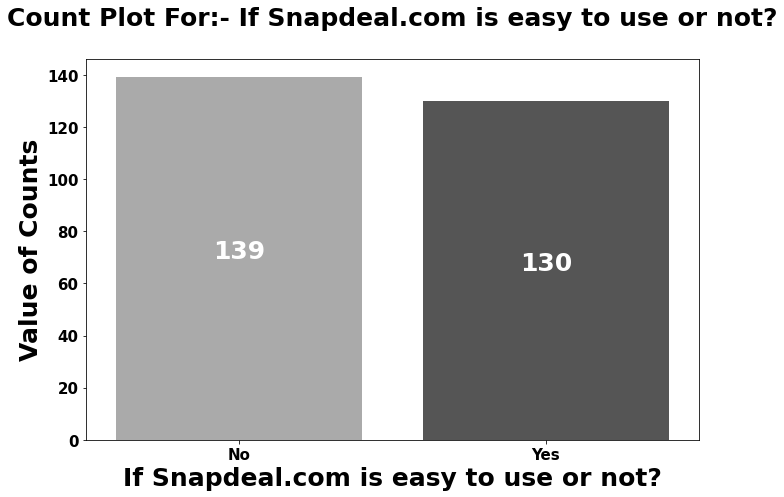 Count Plot For:- If Snapdeal.com is easy to use or not?
140
120
100
80
60
40
20
0
Value of Counts
139
130
No
Yes
If Snapdeal.com is easy to use or not?